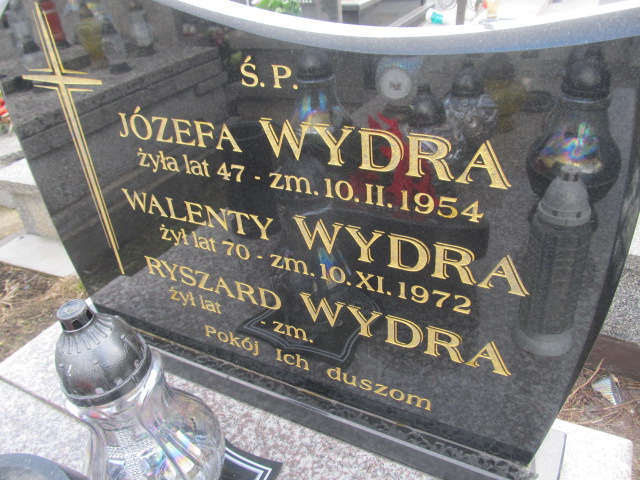 Ś.P.
JÓZEFA WYDRA
żyła lat 47 - zm. 10.II.1954
WALENTY WYDRA
żył lat 70 - zm. 10.XI.1972
RYSZARD WYDRA
żył lat - zm.
Pokój Ich duszom